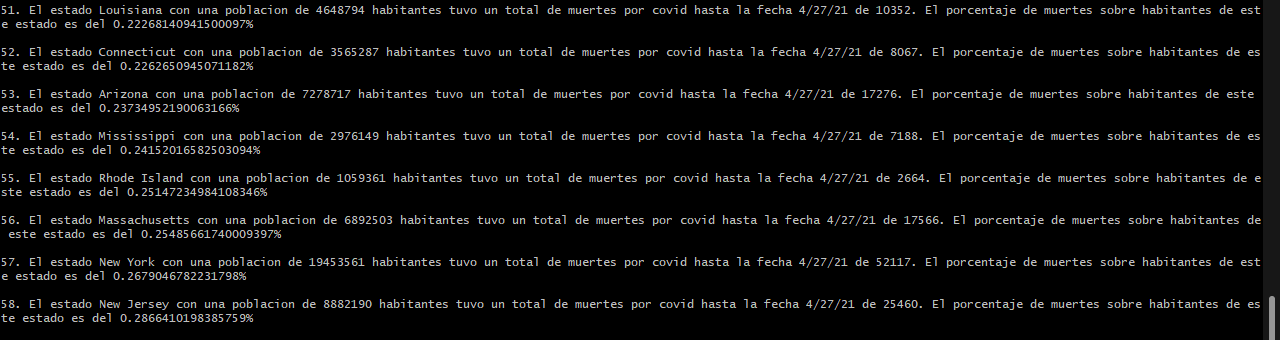 51. El estado Louisiana con una poblacion de 4648794 habitantes tuvo un total de muertes por covid hasta la fecha 4/27/21 de 10352. El porcentaje de muertes sobre habitantes de est
e estado es del 0.22268140941500097%
52. El estado Connecticut con una poblacion de 3565287 habitantes tuvo un total de muertes por covid hasta la fecha 4/27/21 de 8067. El porcentaje de muertes sobre habitantes de es
te estado es del 0.2262650945071182%
53. El estado Arizona con una poblacion de 7278717 habitantes tuvo un total de muertes por covid hasta la fecha 4/27/21 de 17276. El porcentaje de muertes sobre habitantes de este
estado es del 0.23734952190063166%
54. El estado Mississippi con una poblacion de 2976149 habitantes tuvo un total de muertes por covid hasta la fecha 4/27/21 de 7188. El porcentaje de muertes sobre habitantes de es
te estado es del 0.24152016582503094%
55. El estado Rhode Island con una poblacion de 1059361 habitantes tuvo un total de muertes por covid hasta la fecha 4/27/21 de 2664. El porcentaje de muertes sobre habitantes de e
ste estado es del 0.25147234984108346%
56. El estado Massachusetts con una poblacion de 6892503 habitantes tuvo un total de muertes por covid hasta la fecha 4/27/21 de 17566. El porcentaje de muertes sobre habitantes de
este estado es del 0.25485661740009397%
57. El estado New York con una poblacion de 19453561 habitantes tuvo un total de muertes por covid hasta la fecha 4/27/21 de 52117. El porcentaje de muertes sobre habitantes de est
e estado es del 0.2679046782231798%
58. El estado New Jersey con una poblacion de 8882190 habitantes tuvo un total de muertes por covid hasta la fecha 4/27/21 de 25460. El porcentaje de muertes sobre habitantes de es
te estado es del 0.2866410198385759%